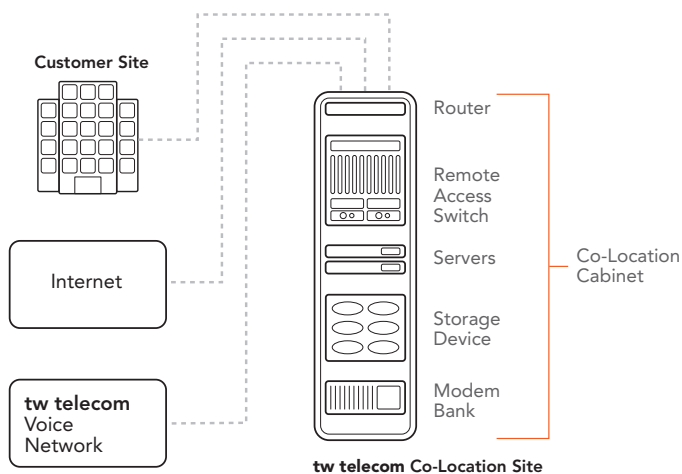 Customer Site
Internet
tw telecom
Voice
Network
Router
Remote
Access
Switch
Servers
Storage
Device
Modem
Bank
Co-Location
Cabinet
tw telecom Co-Location Site